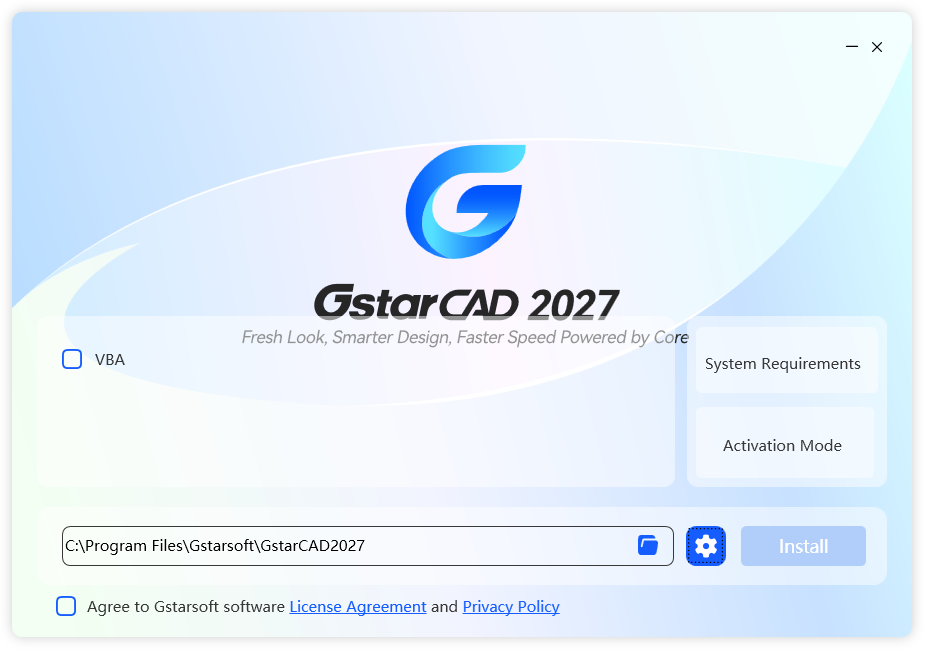 GstarCAD 2027
Fresh Look, Smarter Design, Faster Speed Powered by Core
VBA
System Requirements
Activation Mode
C:\Program Files\Gstarsoft\GstarCAD2027
Install
Agree to Gstarsoft software License Agreement and Privacy Policy